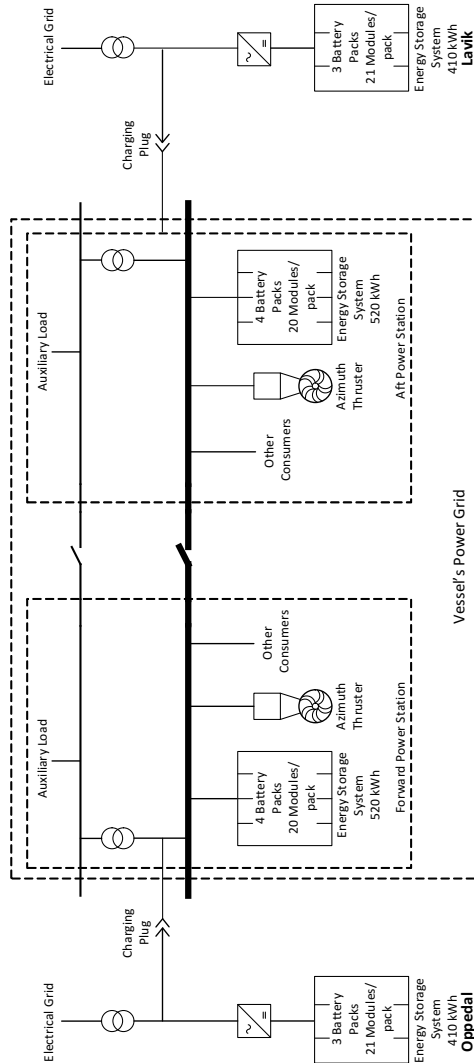 Electrical Grid
Charging
Plug
3 Battery
Packs
21 Modules/
pack
Energy Storage
System
410 kWh
Oppedal
Auxiliary Load
4 Battery
Packs
20 Modules/
pack
Energy Storage
System
520 kWh
Azimuth
Thruster
Other
Consumers
Forward Power Station
Vessel's Power Grid
Auxiliary Load
Other
Consumers
Azimuth
Thruster
4 Battery
Packs
20 Modules/
pack
Energy Storage
System
520 kWh
Aft Power Station
Charging
Plug
Electrical Grid
3 Battery
Packs
21 Modules/
pack
Energy Storage
System
410 kWh
Lavik